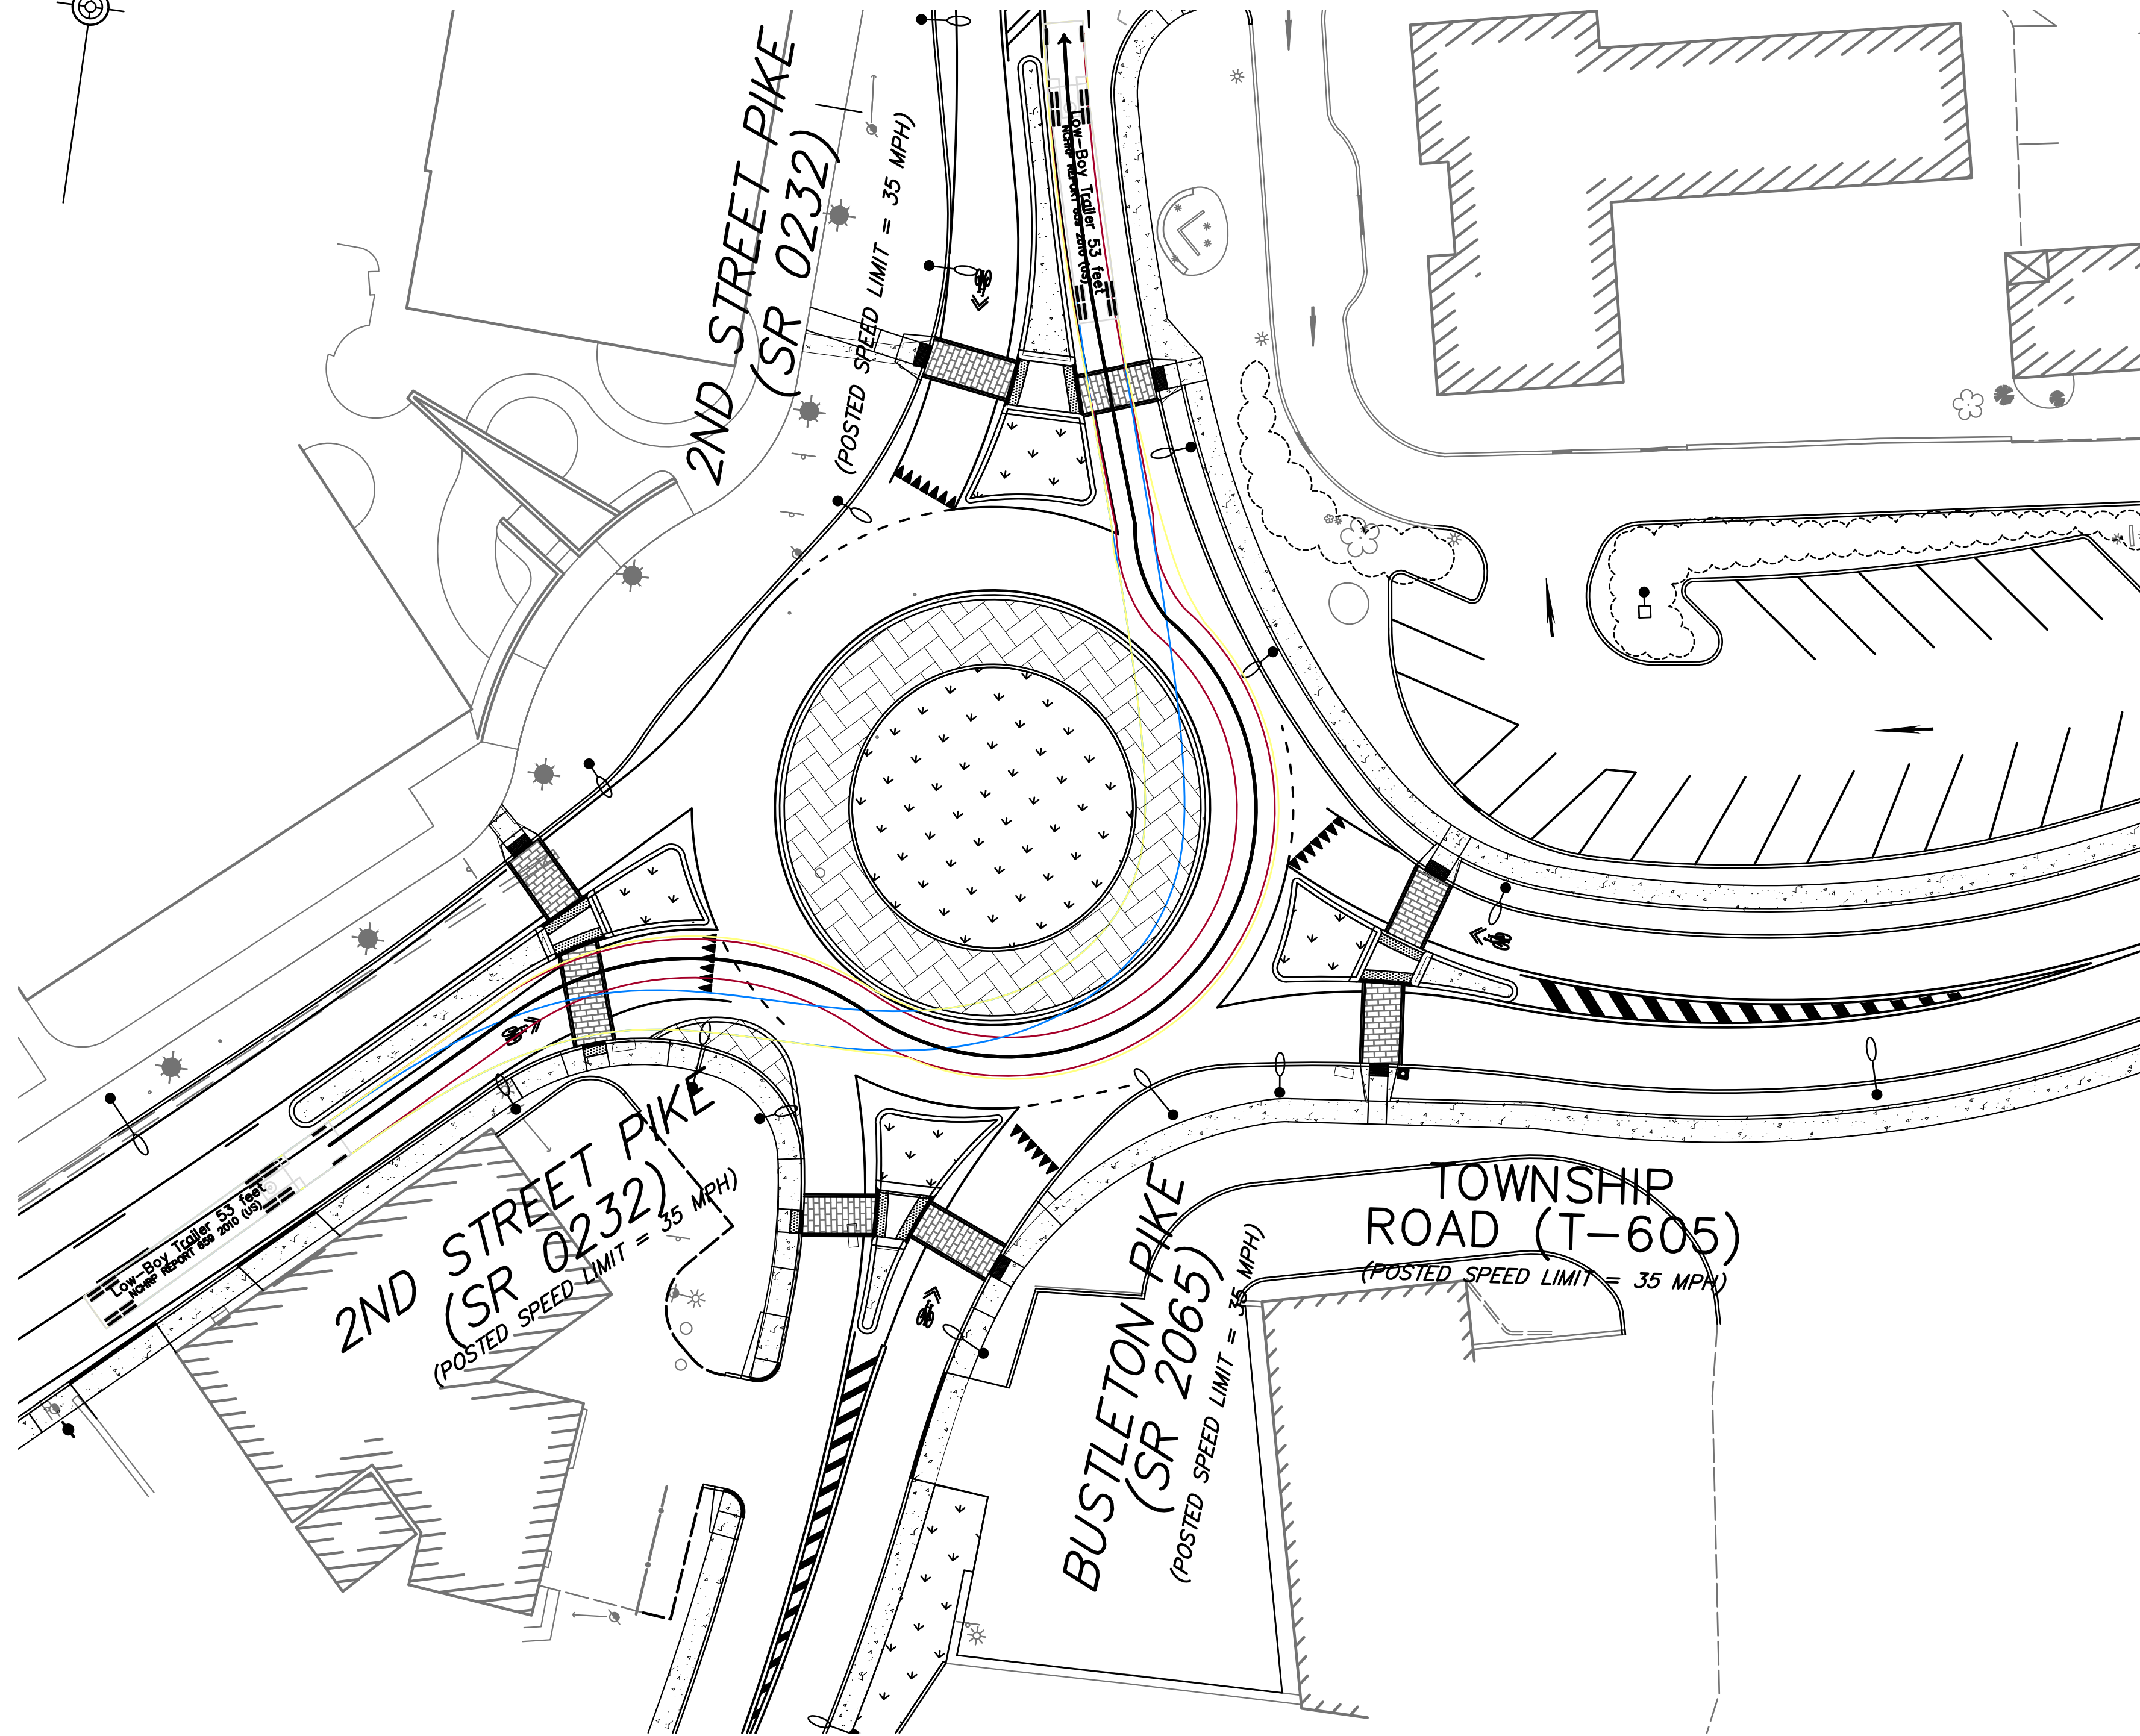 2ND STREET PIKE
(SR 0232)
(POSTED SPEED LIMIT = 35 MPH)
Low-Boy Trailer 53 feet
NCHRP REPORT 659 2010 (US)
Low-Boy Trailer 53 feet
NCHRP REPORT 659 2010 (US)
2ND STREET PIKE
(SR 0232)
(POSTED SPEED LIMIT = 35 MPH)
BUSTLETON PIKE
(SR 2065)
(POSTED SPEED LIMIT = 35 MPH)
TOWNSHIP
ROAD (T-605)
(POSTED SPEED LIMIT = 35 MPH)